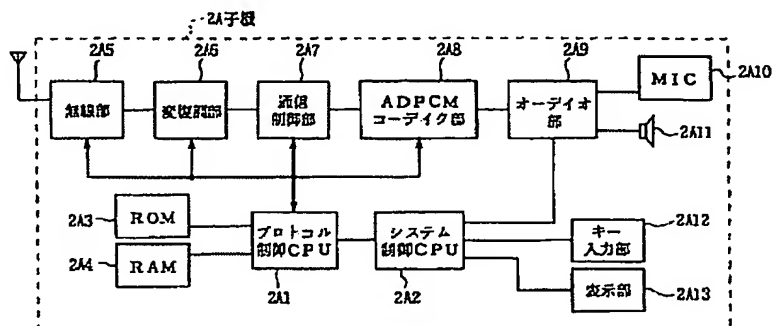 2A子機
2A5
2A6
2A7
2A8
2A9
2A10
無線部
変復調部
通信
制御部
ADPCM
コーデイク部
オーデイオ
部
MIC
2A11
2A3
ROM
2A4
RAM
プロトコル
制御CPU
2A1
システム
制御CPU
2A2
キー
入力部
2A12
表示部
2A13